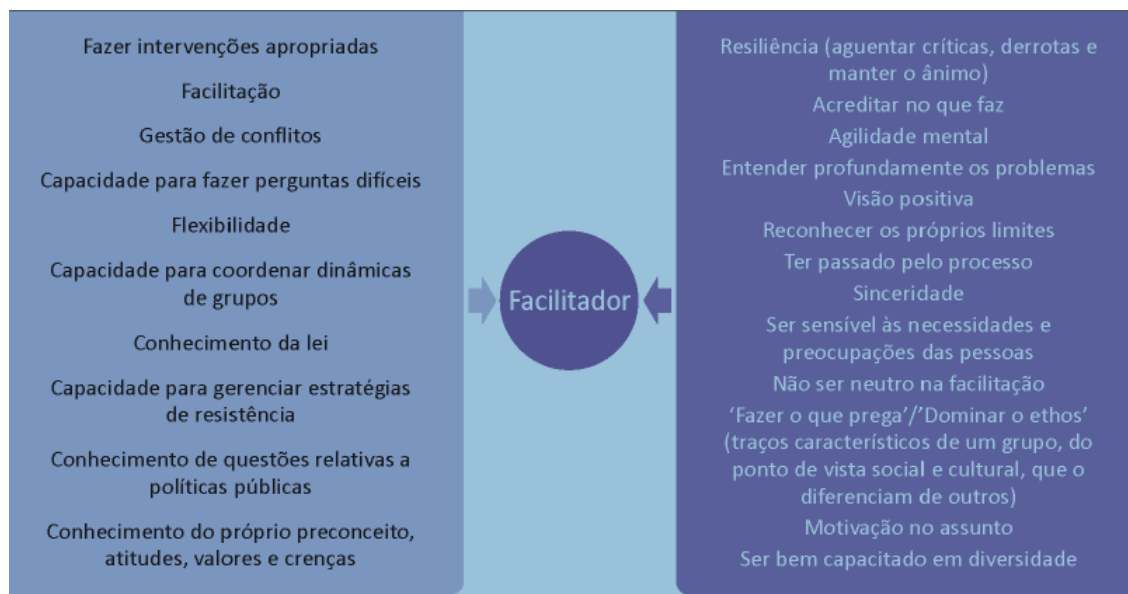 Fazer intervenções apropriadas
Facilitação
Gestão de conflitos
Capacidade para fazer perguntas difíceis
Flexibilidade
Capacidade para coordenar dinâmicas
de grupos
Conhecimento da lei
Capacidade para gerenciar estratégias
de resistência
Conhecimento de questões relativas a
políticas públicas
Conhecimento do próprio preconceito,
atitudes, valores e crenças
Facilitador
Resiliência (aguentar críticas, derrotas e
manter o ânimo)
Acreditar no que faz
Agilidade mental
Entender profundamente os problemas
Visão positiva
Reconhecer os próprios limites
Ter passado pelo processo
Sinceridade
Ser sensível às necessidades e
preocupações das pessoas
Não ser neutro na facilitação
‘Fazer o que prega’/’Dominar o ethos’
(traços característicos de um grupo, do
ponto de vista social e cultural, que o
diferenciam de outros)
Motivação no assunto
Ser bem capacitado em diversidade